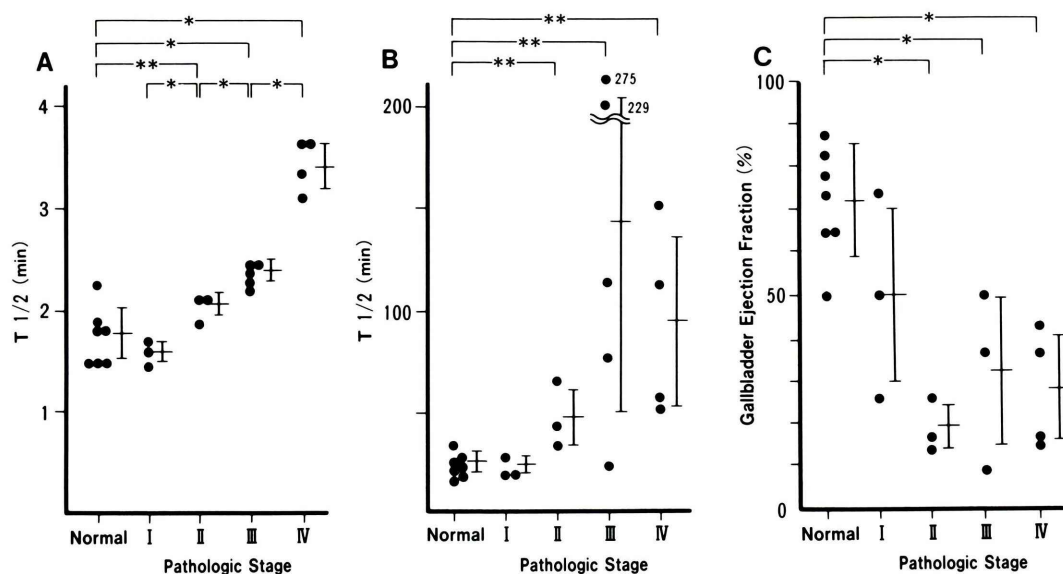 A
*
*
**
* * *
4
3
2
1
T 1/2 (min)
Normal I II III IV
Pathologic Stage
B
**
**
**
275
229
200
100
T 1/2 (min)
Normal I II III IV
Pathologic Stage
C
*
*
*
100
50
0
Gallbladder Ejection Fraction (%)
Normal I II III IV
Pathologic Stage